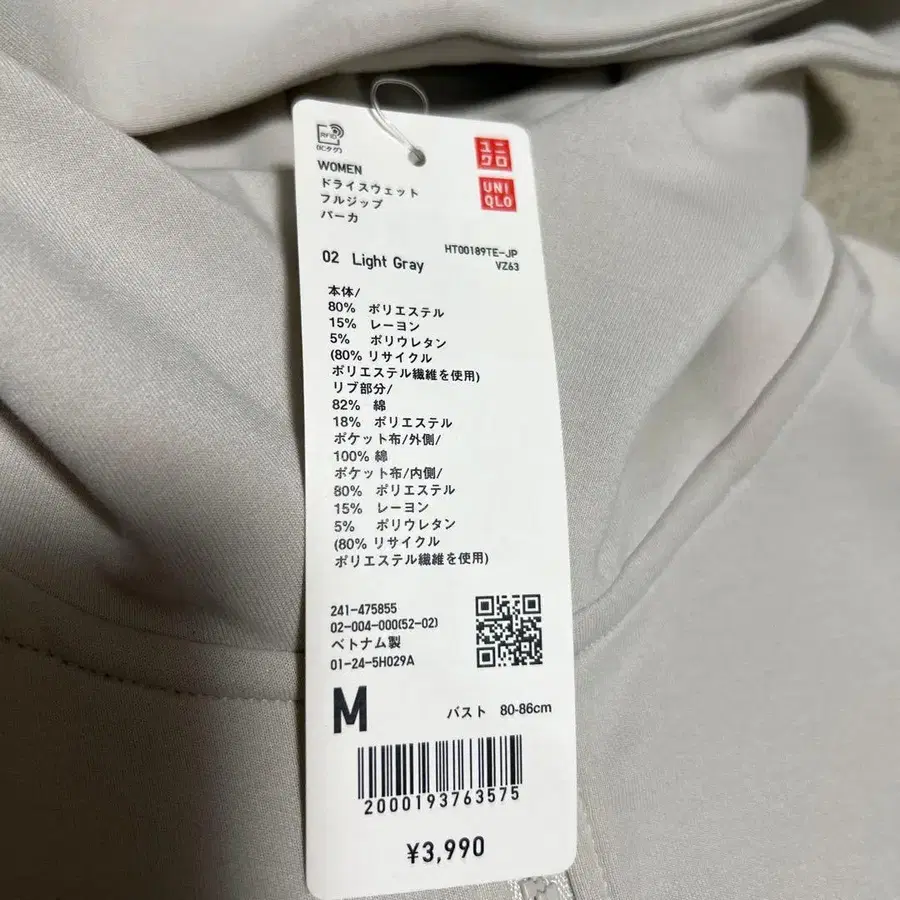 RFID
(ICタグ)
ユニ
クロ
UNI
QLO
WOMEN
ドライスウェット
フルジップ
パーカ
HT00189TE-JP
02 Light Gray
VZ63
本体/
80% ポリエステル
15% レーヨン
5% ポリウレタン
(80% リサイクル
ポリエステル繊維を使用)
リブ部分/
82% 綿
18% ポリエステル
ポケット布/外側/
100% 綿
ポケット布/内側/
80% ポリエステル
15% レーヨン
5% ポリウレタン
(80% リサイクル
ポリエステル繊維を使用)
241-475855
02-004-000(52-02)
ベトナム製
01-24-5H029A
M バスト 80-86cm
2000193763575
¥3,990